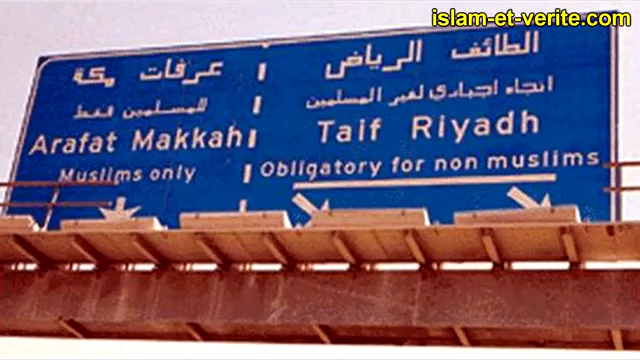 islam-et-verite.com
عرفات مكة
للمسلمين فقط
Arafat Makkah
Muslims only
الطائف الرياض
اتجاه اجباري لغير المسلمين
Taif Riyadh
Obligatory for non muslims